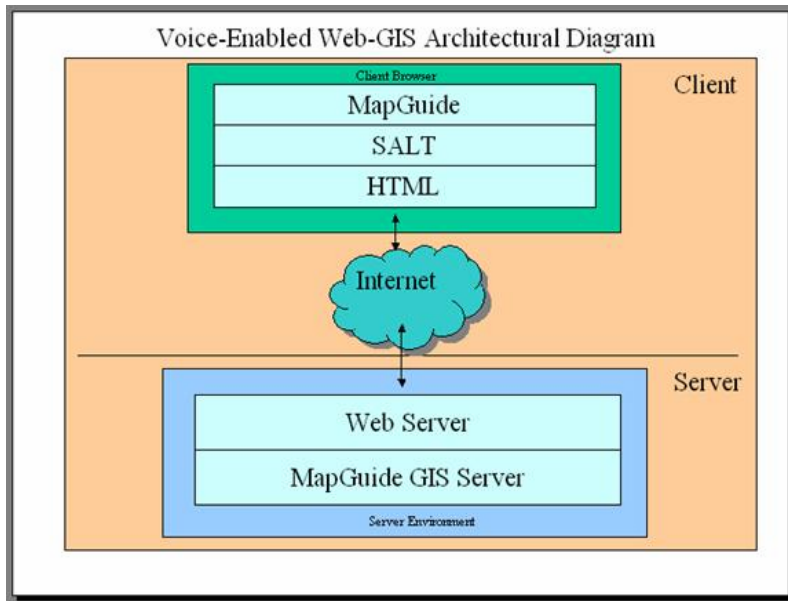 Voice-Enabled Web-GIS Architectural Diagram
Client Browser
Client
MapGuide
SALT
HTML
Internet
Server
Web Server
MapGuide GIS Server
Server Environment